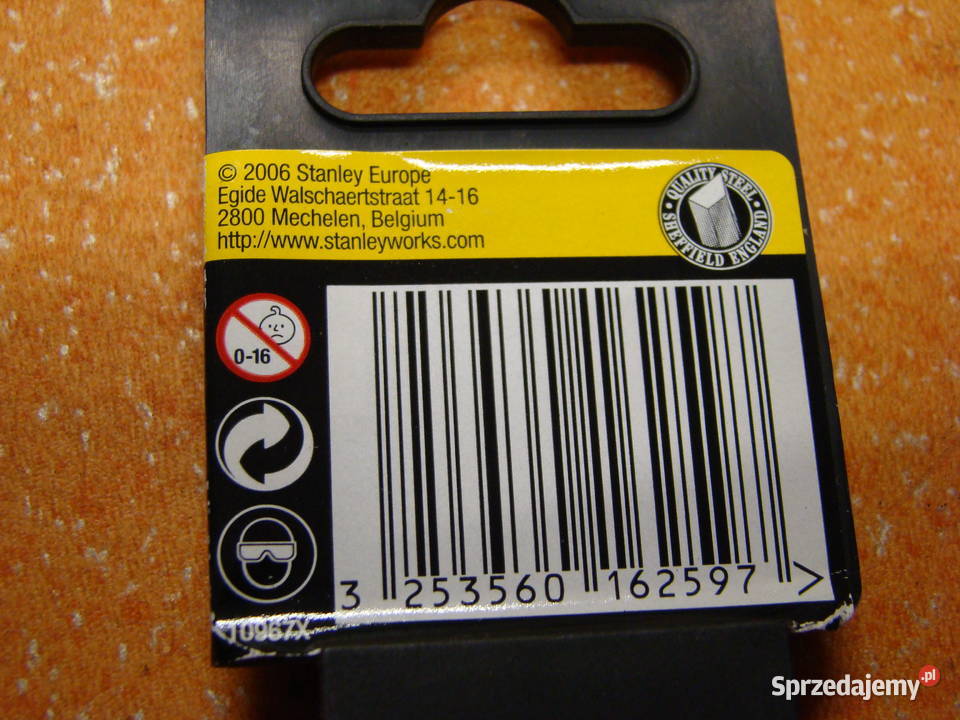 © 2006 Stanley Europe
Egide Walschaertstraat 14-16
2800 Mechelen, Belgium
http://www.stanleyworks.com
• QUALITY STEEL •
SHEFFIELD ENGLAND
0-16
3 253560 162597 >
10967X
Sprzedajemy.pl